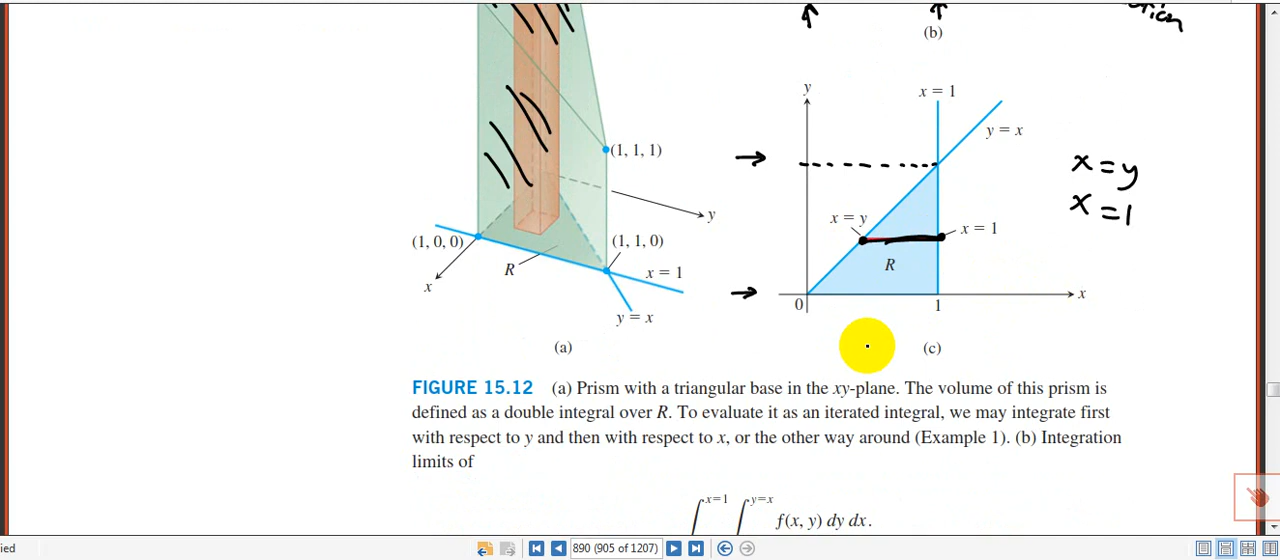 ction
(b)
y
x = 1
y = x
(1, 1, 1)
x = y
x = 1
y
x = y
x = 1
(1, 0, 0)
(1, 1, 0)
R
R
x = 1
x
0
1
x
y = x
(a)
(c)
FIGURE 15.12 (a) Prism with a triangular base in the xy-plane. The volume of this prism is
defined as a double integral over R. To evaluate it as an iterated integral, we may integrate first
with respect to y and then with respect to x, or the other way around (Example 1). (b) Integration
limits of
∫ x=1 ∫ y=x f(x, y) dy dx.
ied
890 (905 of 1207)